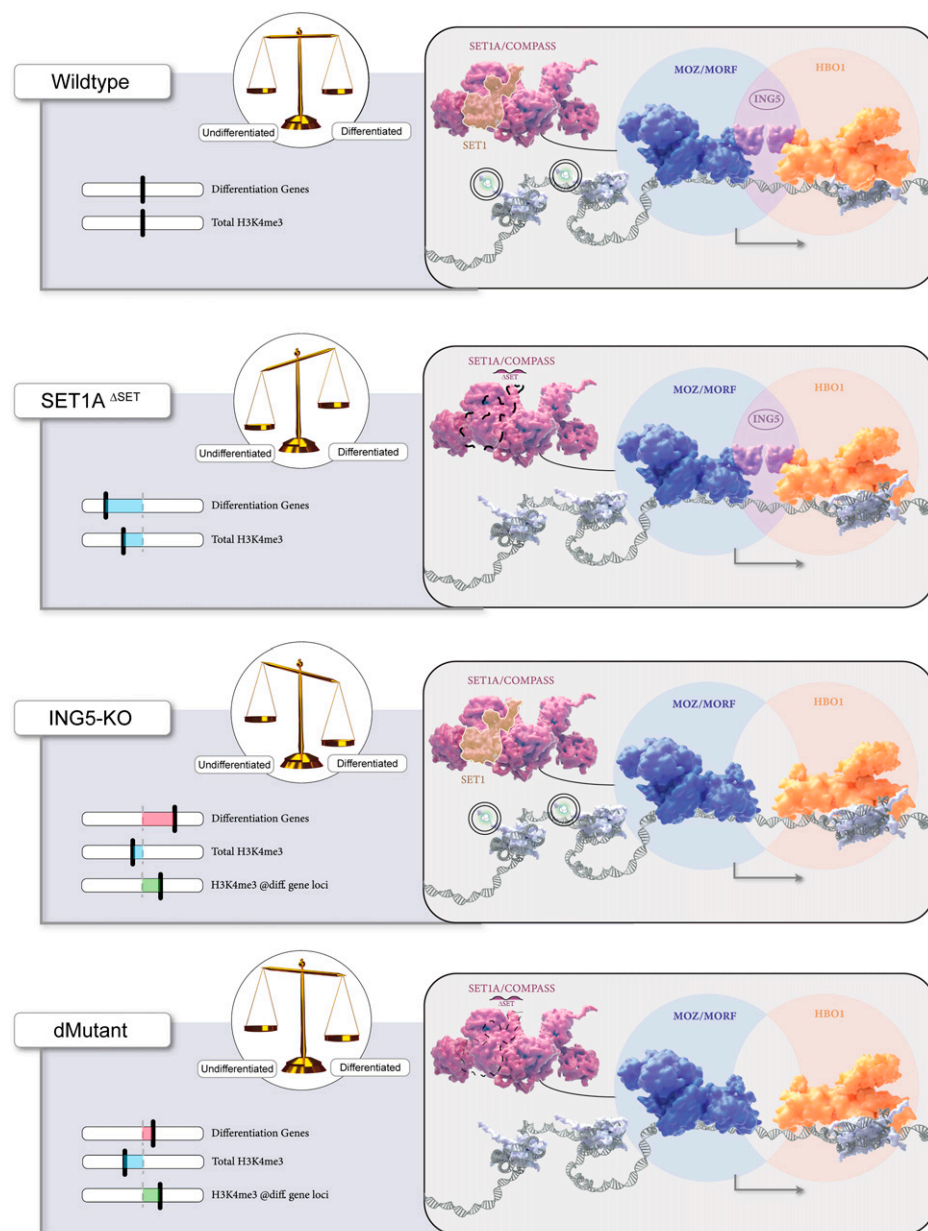 Wildtype
Undifferentiated
Differentiated
Differentiation Genes
Total H3K4me3
SET1A/COMPASS
SET1
MOZ/MORF
ING5
HBO1
SET1A ΔSET
Undifferentiated
Differentiated
Differentiation Genes
Total H3K4me3
SET1A/COMPASS
ΔSET
MOZ/MORF
ING5
HBO1
ING5-KO
Undifferentiated
Differentiated
Differentiation Genes
Total H3K4me3
H3K4me3 @diff. gene loci
SET1A/COMPASS
SET1
MOZ/MORF
HBO1
dMutant
Undifferentiated
Differentiated
Differentiation Genes
Total H3K4me3
H3K4me3 @diff. gene loci
SET1A/COMPASS
ΔSET
MOZ/MORF
HBO1